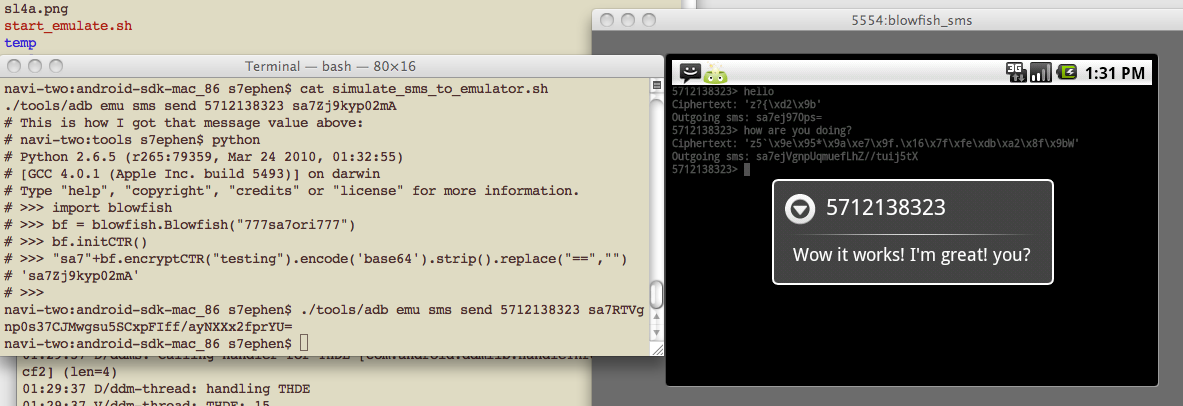 sl4a.png
start_emulate.sh
temp
Terminal — bash — 80×16
navi-two:android-sdk-mac_86 s7ephen$ cat simulate_sms_to_emulator.sh
./tools/adb emu sms send 5712138323 sa7Zj9kyp02mA
# This is how I got that message value above:
# navi-two:tools s7ephen$ python
# Python 2.6.5 (r265:79359, Mar 24 2010, 01:32:55)
# [GCC 4.0.1 (Apple Inc. build 5493)] on darwin
# Type "help", "copyright", "credits" or "license" for more information.
# >>> import blowfish
# >>> bf = blowfish.Blowfish("777sa7ori777")
# >>> bf.initCTR()
# >>> "sa7"+bf.encryptCTR("testing").encode('base64').strip().replace("==","")
# 'sa7Zj9kyp02mA'
# >>>
navi-two:android-sdk-mac_86 s7ephen$ ./tools/adb emu sms send 5712138323 sa7RTVg
np0s37CJMwgsu5SCxpFIff/ayNXXx2fprYU=
navi-two:android-sdk-mac_86 s7ephen$
cf2] (len=4)
01:29:37 D/ddm-thread: handling THDE
01:29:37 V/ddm-thread: THDE: 15
5554:blowfish_sms
3G
1:31 PM
5712138323> hello
Ciphertext: 'z?{\xd2\x9b'
Outgoing sms: sa7ej970ps=
5712138323> how are you doing?
Ciphertext: 'z5`\x9e\x95*\x9a\xe7\x9f.\x16\x7f\xfe\xdb\xa2\x8f\x9bW'
Outgoing sms: sa7ejVgnpUqmuefLhZ//tuij5tX
5712138323>
5712138323
Wow it works! I'm great! you?